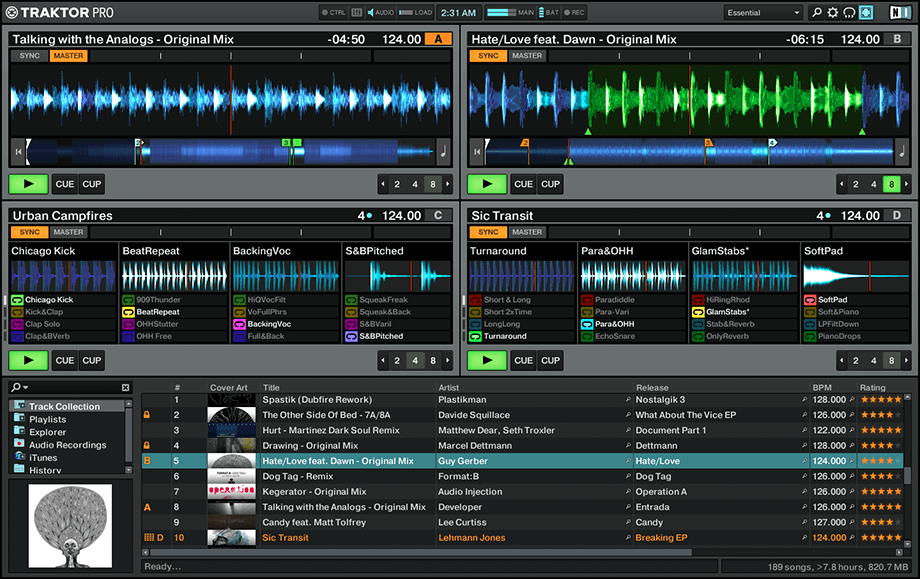 TRAKTOR PRO CTRL AUDIO LOAD 2:31 AM MAIN BAT REC Essential
Talking with the Analogs - Original Mix -04:50 124.00 A
SYNC MASTER
2 3
CUE CUP 2 4 8
Hate/Love feat. Dawn - Original Mix -06:15 124.00 B
SYNC MASTER
2 3 4
CUE CUP 2 4 8
Urban Campfires 4 124.00 C
SYNC MASTER
Chicago Kick BeatRepeat BackingVoc S&BPitched
Chicago Kick 909Thunder HiQVocFilt SqueakFreak
Kick&Clap BeatRepeat VoFullPhrs Squeak&Back
Clap Solo OHHStutter BackingVoc S&BVaril
Clap&BVerb OHH Free Full&Back S&BPitched
CUE CUP 2 4 8
Sic Transit 4 124.00 D
SYNC MASTER
Turnaround Para&OHH GlamStabs* SoftPad
Short & Long Paradiddle HiRingRhod SoftPad
Short 2xTime Para-Vari GlamStabs* Soft&Piano
LongLong Para&OHH Stab&Reverb LPFiltDown
Turnaround EchoSnare OnlyReverb PianoDrops
CUE CUP 2 4 8
Track Collection
Playlists
Explorer
Audio Recordings
iTunes
History
# Cover Art Title Artist Release BPM Rating
1 Spastik (Dubfire Rework) Plastikman Nostalgik 3 128.000
2 The Other Side Of Bed - 7A/8A Davide Squillace What About The Vice EP 126.000
3 Hurt - Martinez Dark Soul Remix Matthew Dear, Seth Troxler Document Part 1 122.000
4 Drawing - Original Mix Marcel Dettmann Dettmann 128.000
B 5 Hate/Love feat. Dawn - Original Mix Guy Gerber Hate/Love 124.000
6 Dog Tag - Remix Format:B Dog Tag 126.000
7 Kegerator - Original Mix Audio Injection Operation A 126.000
A 8 Talking with the Analogs - Original Mix Developer Entrada 126.000
9 Candy feat. Matt Tolfrey Lee Curtiss Candy 127.000
D 10 Sic Transit Lehmann Jones Breaking EP 124.000
operation
Ready... 189 songs, >7.8 hours, 820.7 MB